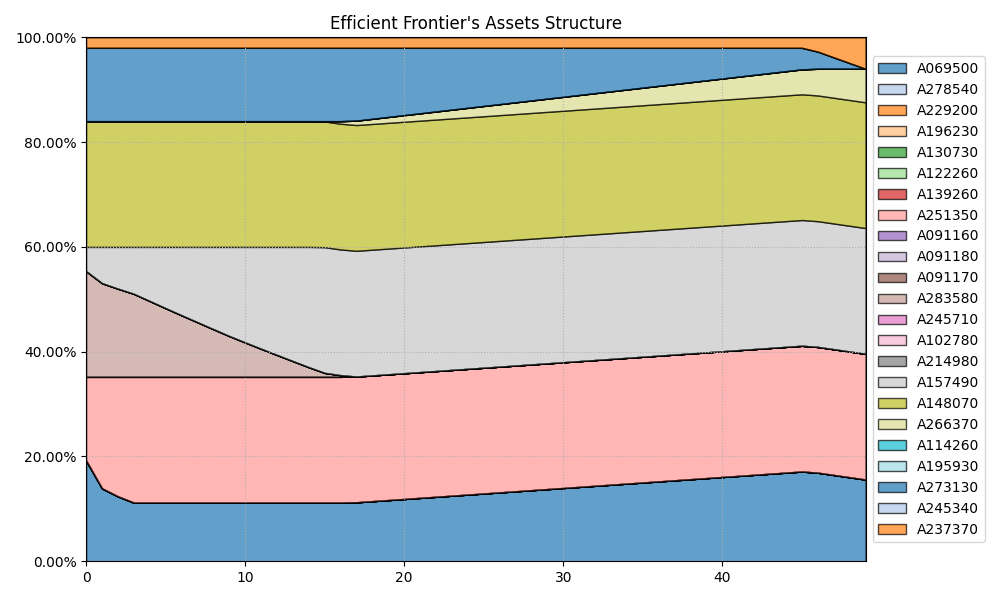 Efficient Frontier's Assets Structure
100.00%
80.00%
60.00%
40.00%
20.00%
0.00%
0
10
20
30
40
A069500
A278540
A229200
A196230
A130730
A122260
A139260
A251350
A091160
A091180
A091170
A283580
A245710
A102780
A214980
A157490
A148070
A266370
A114260
A195930
A273130
A245340
A237370